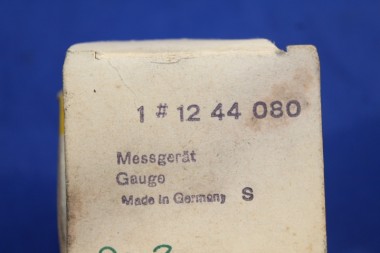 1 # 12 44 080
Messgerät
Gauge
Made in Germany S